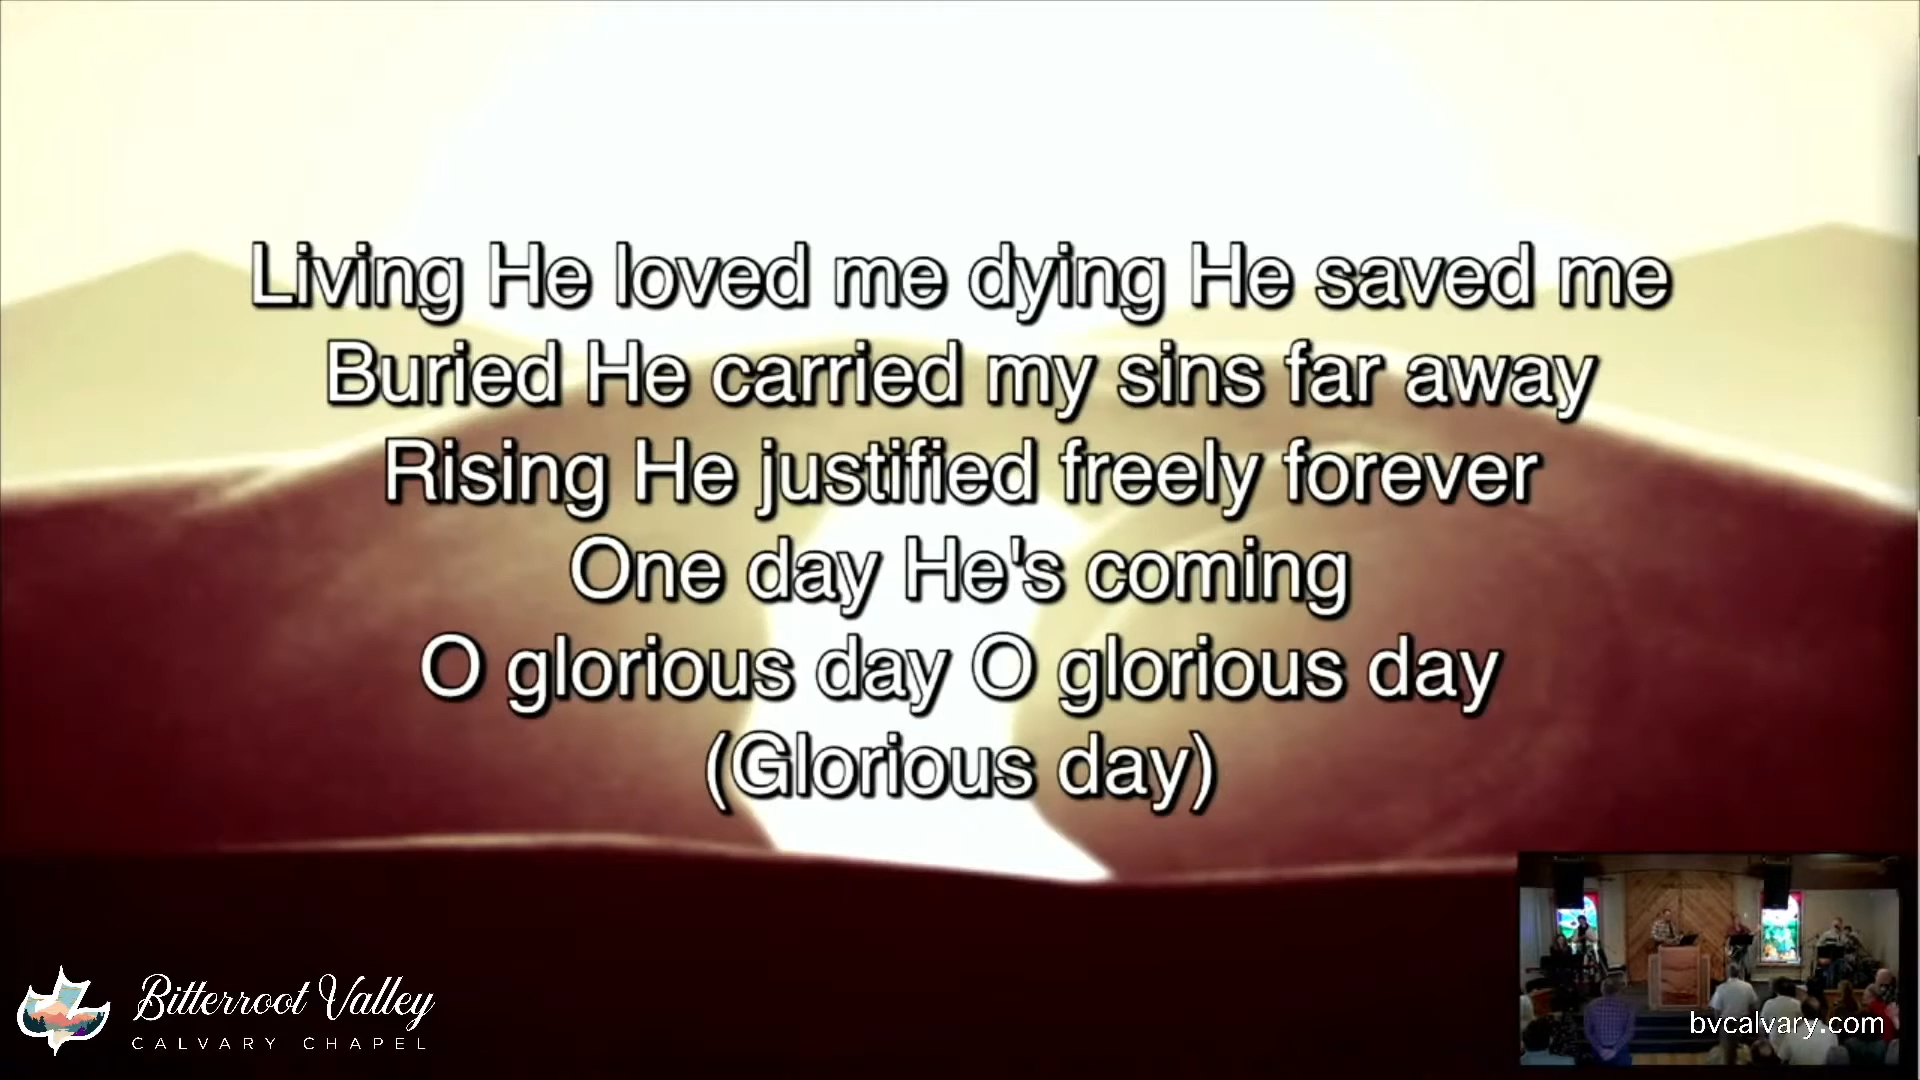 Living He loved me dying He saved me
Buried He carried my sins far away
Rising He justified freely forever
One day He's coming
O glorious day O glorious day
(Glorious day)
Bitterroot Valley
CALVARY CHAPEL
bvcalvary.com